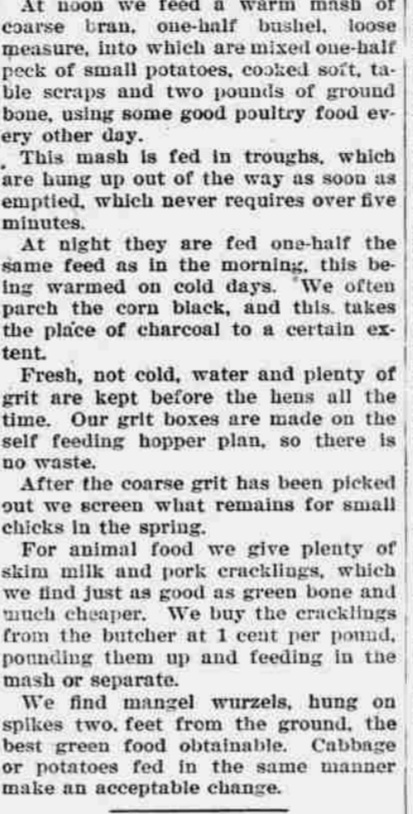 At noon we feed a warm mash of
coarse bran, one-half bushel, loose
measure, into which are mixed one-half
peck of small potatoes, cooked soft, ta-
ble scraps and two pounds of ground
bone, using some good poultry food ev-
ery other day.
This mash is fed in troughs, which
are hung up out of the way as soon as
emptied, which never requires over five
minutes.
At night they are fed one-half the
same feed as in the morning, this be-
ing warmed on cold days. We often
parch the corn black, and this takes
the place of charcoal to a certain ex-
tent.
Fresh, not cold, water and plenty of
grit are kept before the hens all the
time. Our grit boxes are made on the
self feeding hopper plan, so there is
no waste.
After the coarse grit has been picked
out we screen what remains for small
chicks in the spring.
For animal food we give plenty of
skim milk and pork cracklings, which
we find just as good as green bone and
much cheaper. We buy the cracklings
from the butcher at 1 cent per pound,
pounding them up and feeding in the
mash or separate.
We find mangel wurzels, hung on
spikes two. feet from the ground, the
best green food obtainable. Cabbage
or potatoes fed in the same manner
make an acceptable change.